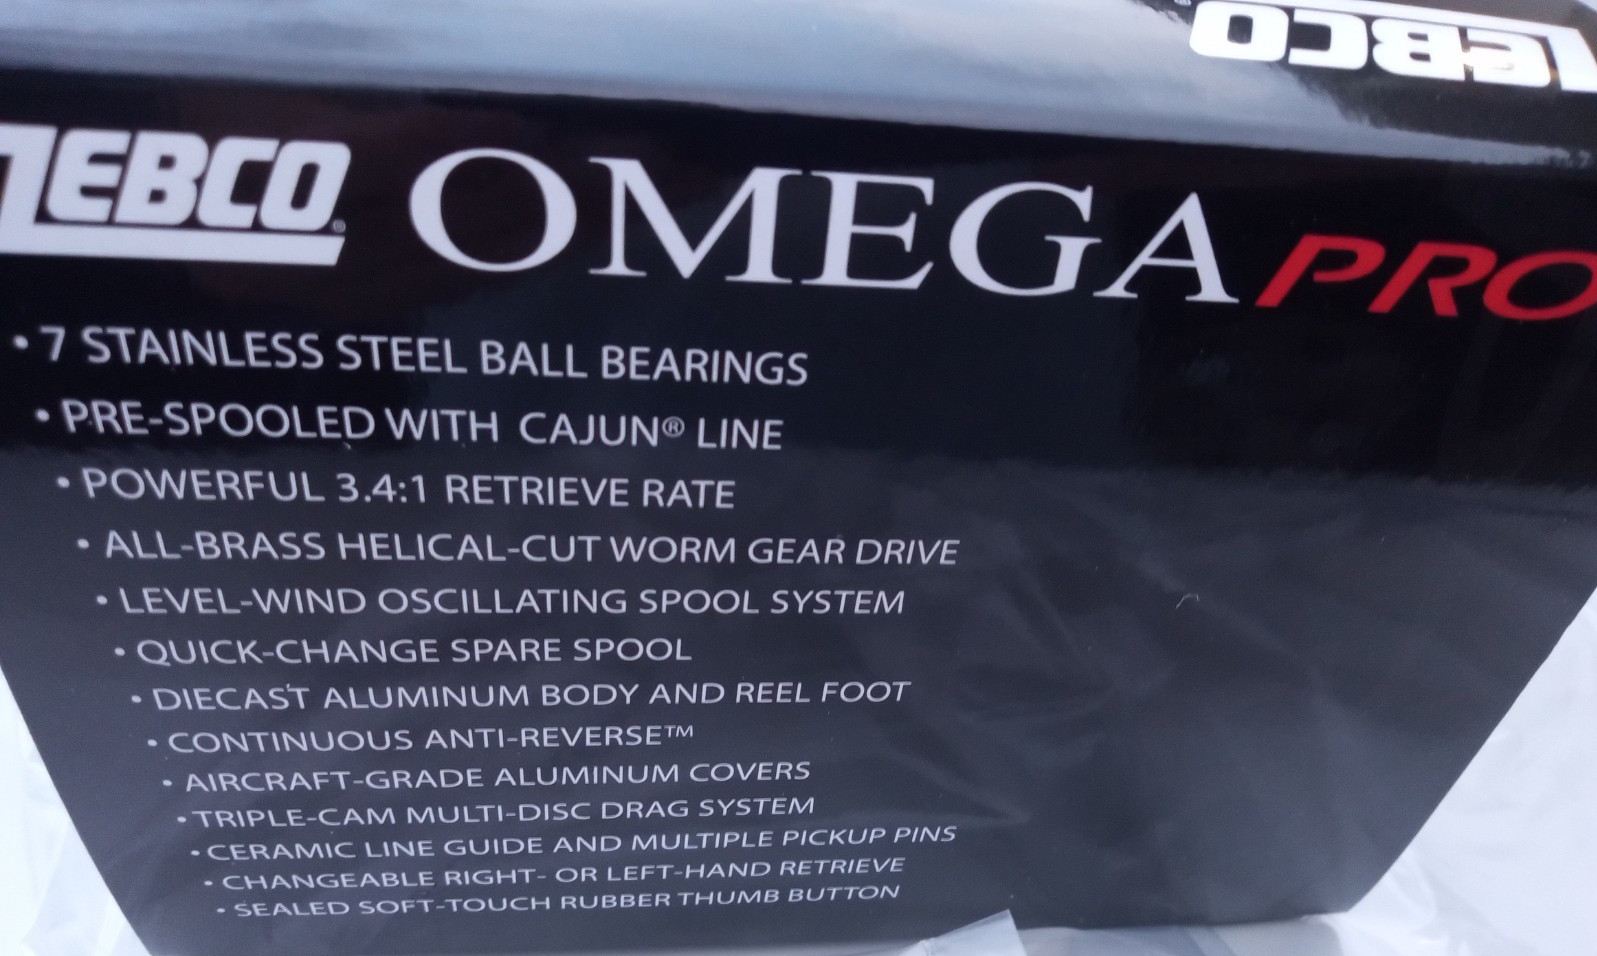 ZEBCO
ZEBCO® OMEGA PRO
• 7 STAINLESS STEEL BALL BEARINGS
• PRE-SPOOLED WITH CAJUN® LINE
• POWERFUL 3.4:1 RETRIEVE RATE
• ALL-BRASS HELICAL-CUT WORM GEAR DRIVE
• LEVEL-WIND OSCILLATING SPOOL SYSTEM
• QUICK-CHANGE SPARE SPOOL
• DIECAST ALUMINUM BODY AND REEL FOOT
• CONTINUOUS ANTI-REVERSE™
• AIRCRAFT-GRADE ALUMINUM COVERS
• TRIPLE-CAM MULTI-DISC DRAG SYSTEM
• CERAMIC LINE GUIDE AND MULTIPLE PICKUP PINS
• CHANGEABLE RIGHT- OR LEFT-HAND RETRIEVE
• SEALED SOFT-TOUCH RUBBER THUMB BUTTON